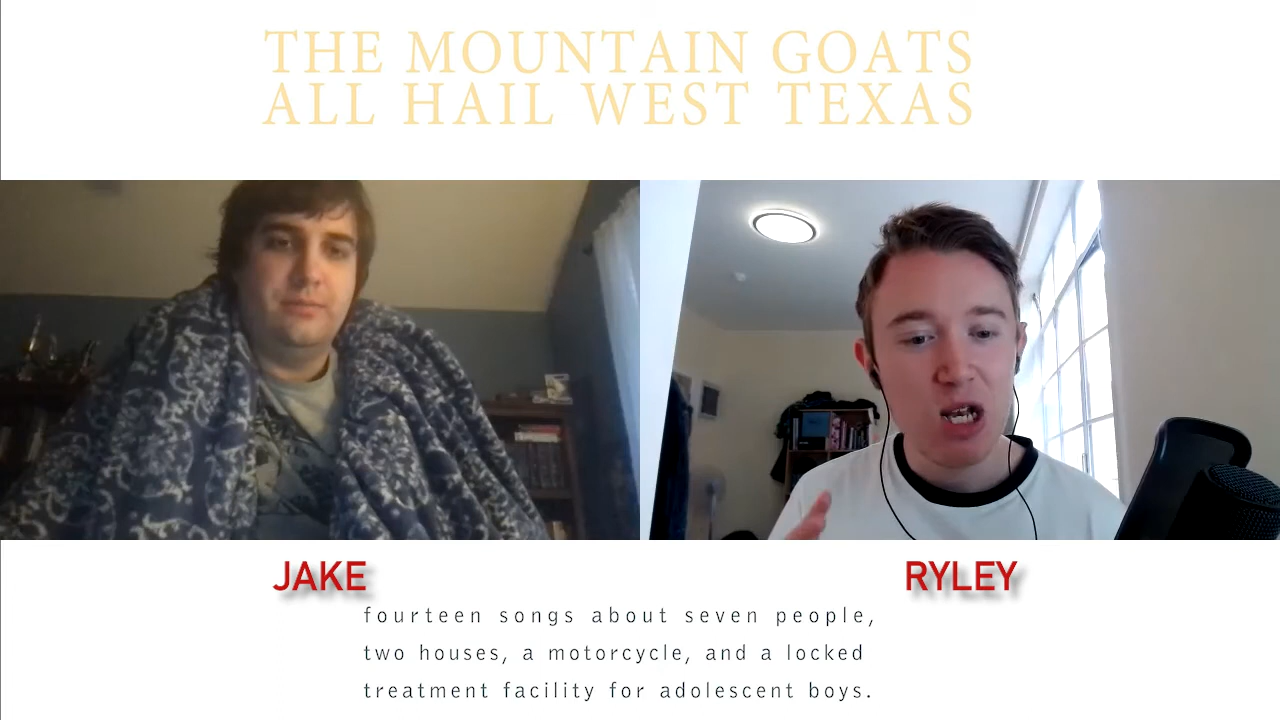 THE MOUNTAIN GOATS
ALL HAIL WEST TEXAS
JAKE
RYLEY
fourteen songs about seven people,
two houses, a motorcycle, and a locked
treatment facility for adolescent boys.